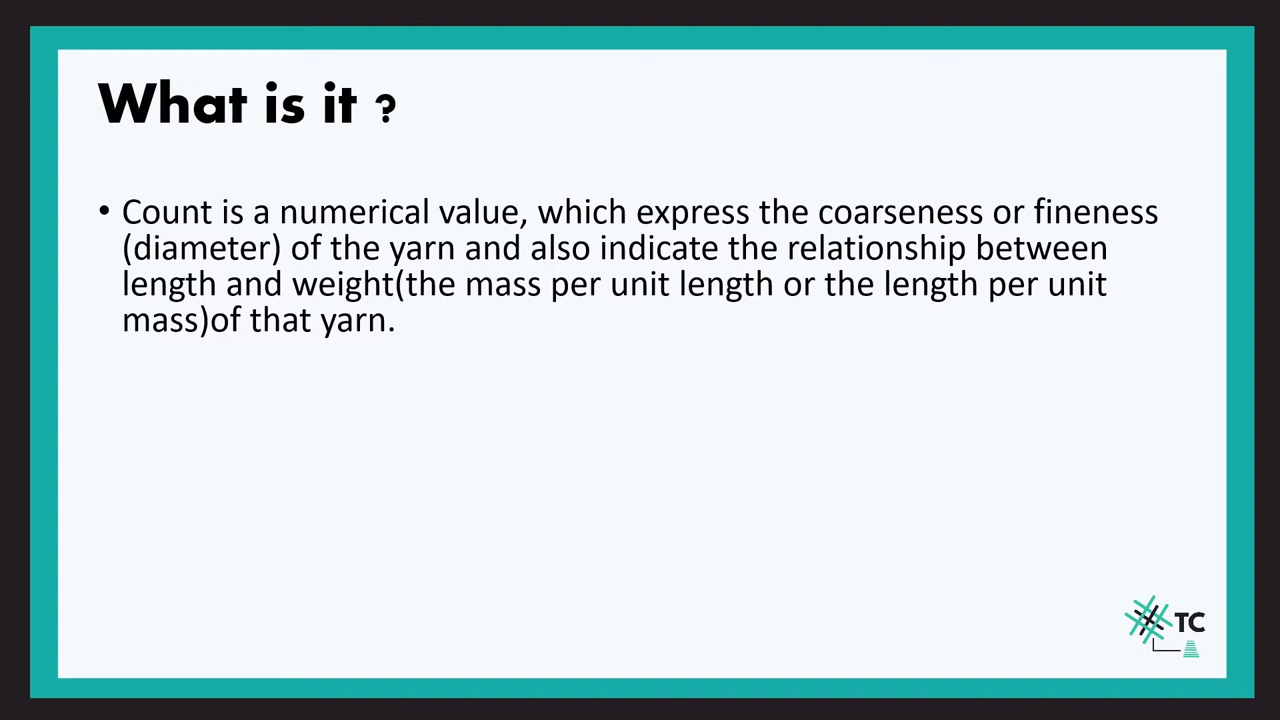 What is it ?
• Count is a numerical value, which express the coarseness or fineness
(diameter) of the yarn and also indicate the relationship between
length and weight(the mass per unit length or the length per unit
mass)of that yarn.
TC